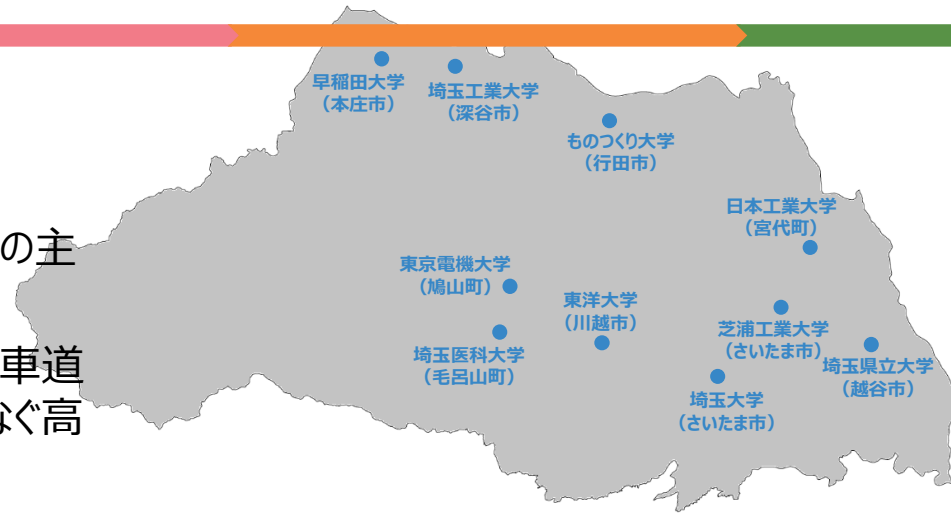 早稲田大学
（本庄市）
埼玉工業大学
（深谷市）
ものつくり大学
（行田市）
日本工業大学
（宮代町）
の主
東京電機大学
（鳩山町）
東洋大学
（川越市）
芝浦工業大学
（さいたま市）
車道
埼玉医科大学
（毛呂山町）
埼玉県立大学
（越谷市）
なぐ高
埼玉大学
（さいたま市）